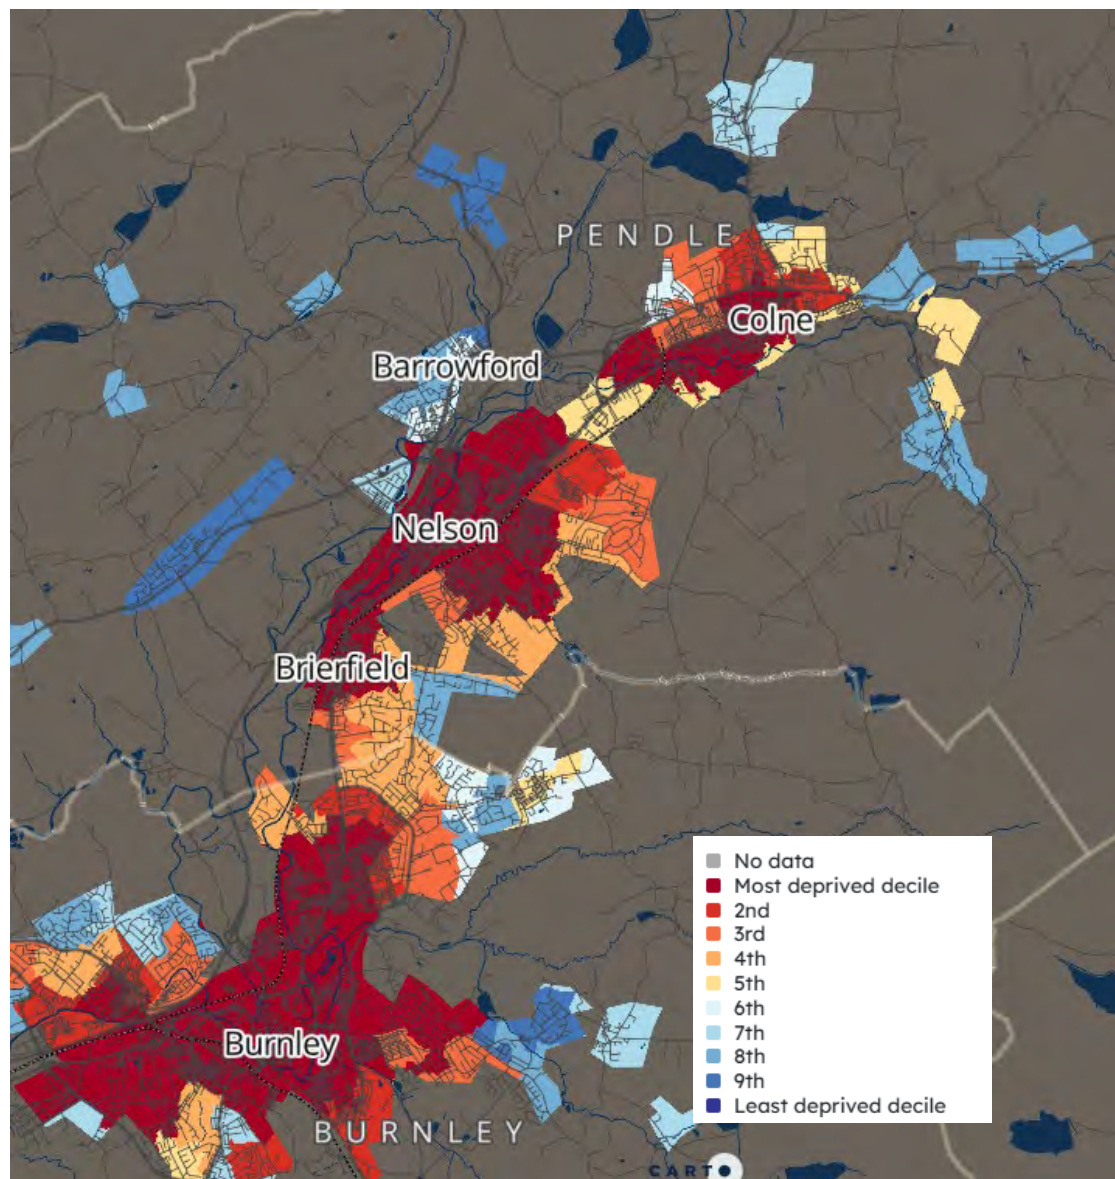 PENDLE
Colne
Barrowford
Nelson
Brierfield
No data
Most deprived decile
2nd
3rd
4th
5th
6th
7th
8th
9th
Least deprived decile
Burnley
BURNLEY
CARTO